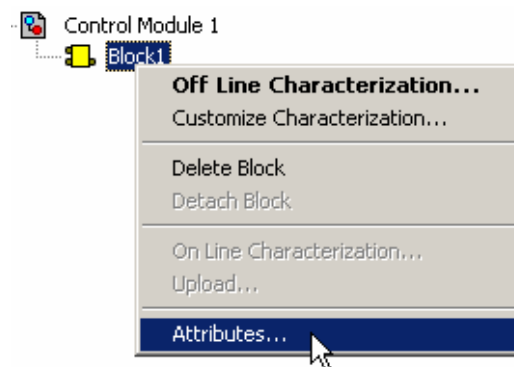 Control Module 1
Block1
Off Line Characterization...
Customize Characterization...
Delete Block
Detach Block
On Line Characterization...
Upload...
Attributes...